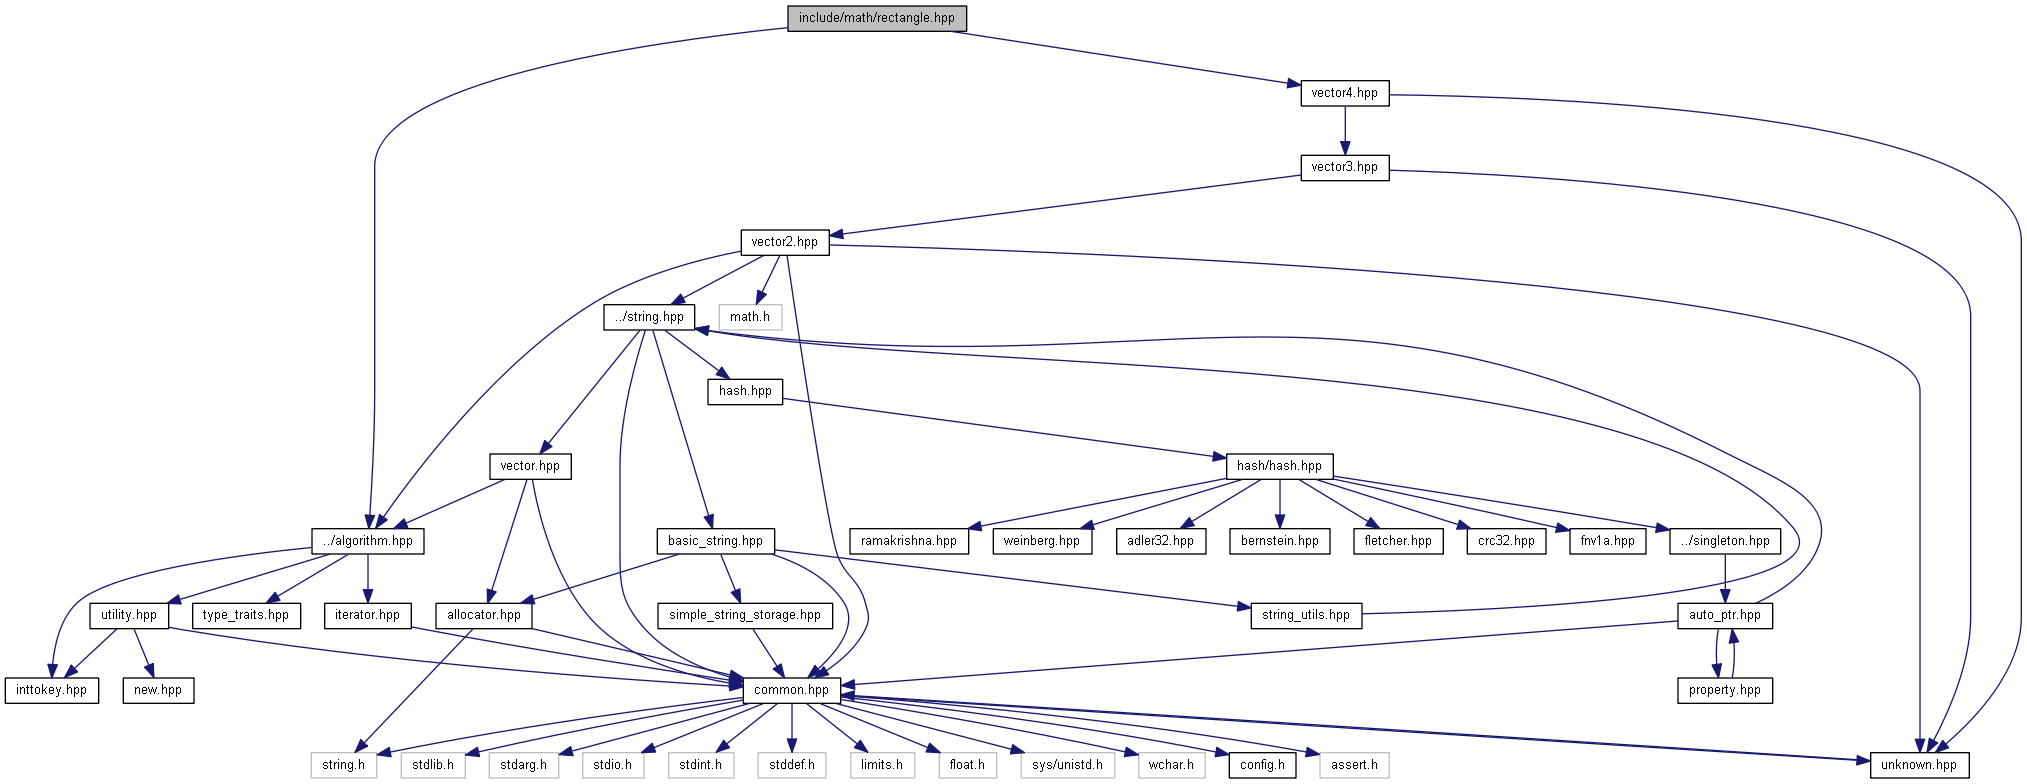 include/math/rectangle.hpp
vector4.hpp
vector3.hpp
vector2.hpp
../string.hpp
math.h
hash.hpp
vector.hpp
hash/hash.hpp
../algorithm.hpp
basic_string.hpp
ramakrishna.hpp
weinberg.hpp
adler32.hpp
bernstein.hpp
fletcher.hpp
crc32.hpp
fnv1a.hpp
../singleton.hpp
utility.hpp
type_traits.hpp
iterator.hpp
allocator.hpp
simple_string_storage.hpp
string_utils.hpp
auto_ptr.hpp
inttokey.hpp
new.hpp
common.hpp
property.hpp
string.h
stdlib.h
stdarg.h
stdio.h
stdint.h
stddef.h
limits.h
float.h
sys/unistd.h
wchar.h
config.h
assert.h
unknown.hpp